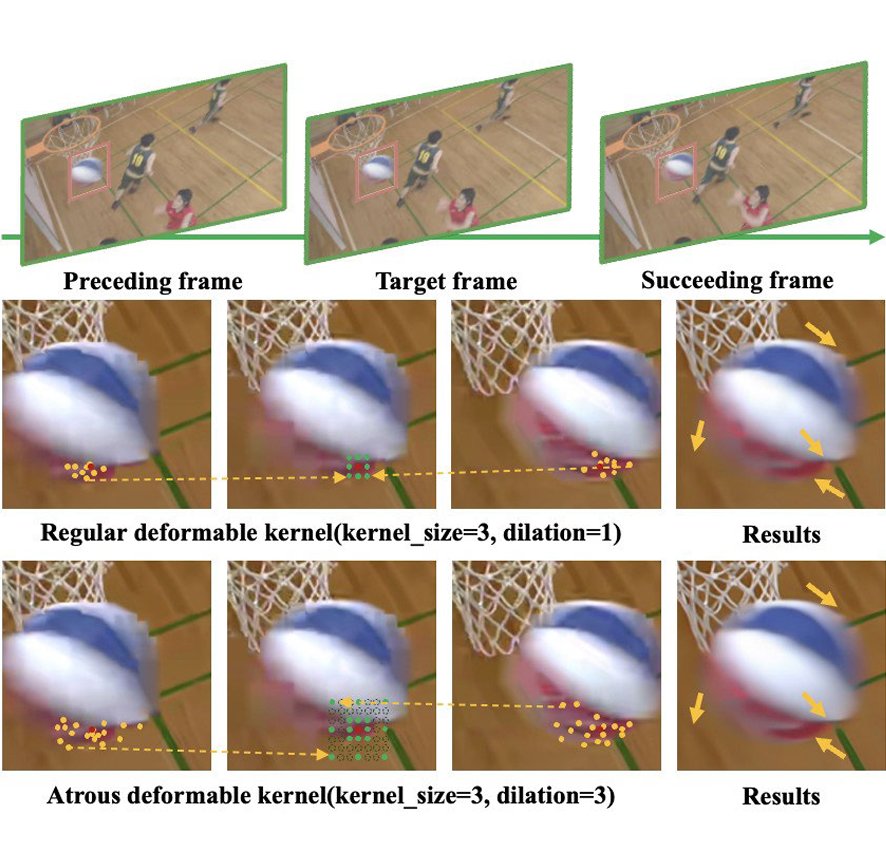 Preceding frame
Target frame
Succeeding frame
Regular deformable kernel(kernel_size=3, dilation=1)
Results
Atrous deformable kernel(kernel_size=3, dilation=3)
Results